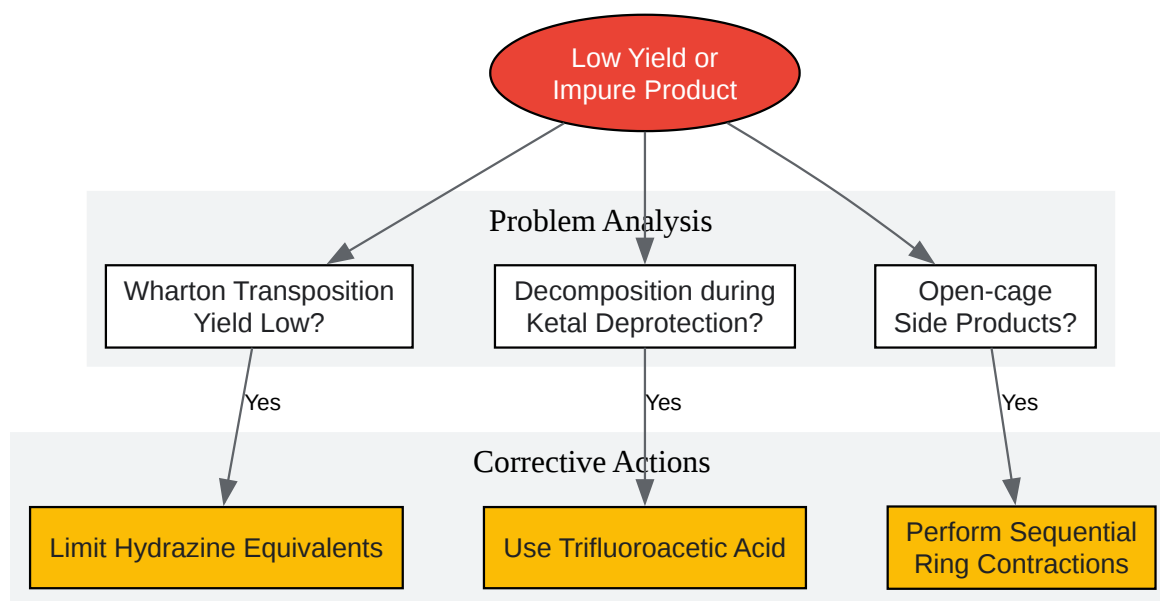 Low Yield or
Impure Product
Problem Analysis
Wharton Transposition
Yield Low?
Decomposition during
Ketal Deprotection?
Open-cage
Side Products?
Yes
Yes
Yes
Corrective Actions
Limit Hydrazine Equivalents
Use Trifluoroacetic Acid
Perform Sequential
Ring Contractions